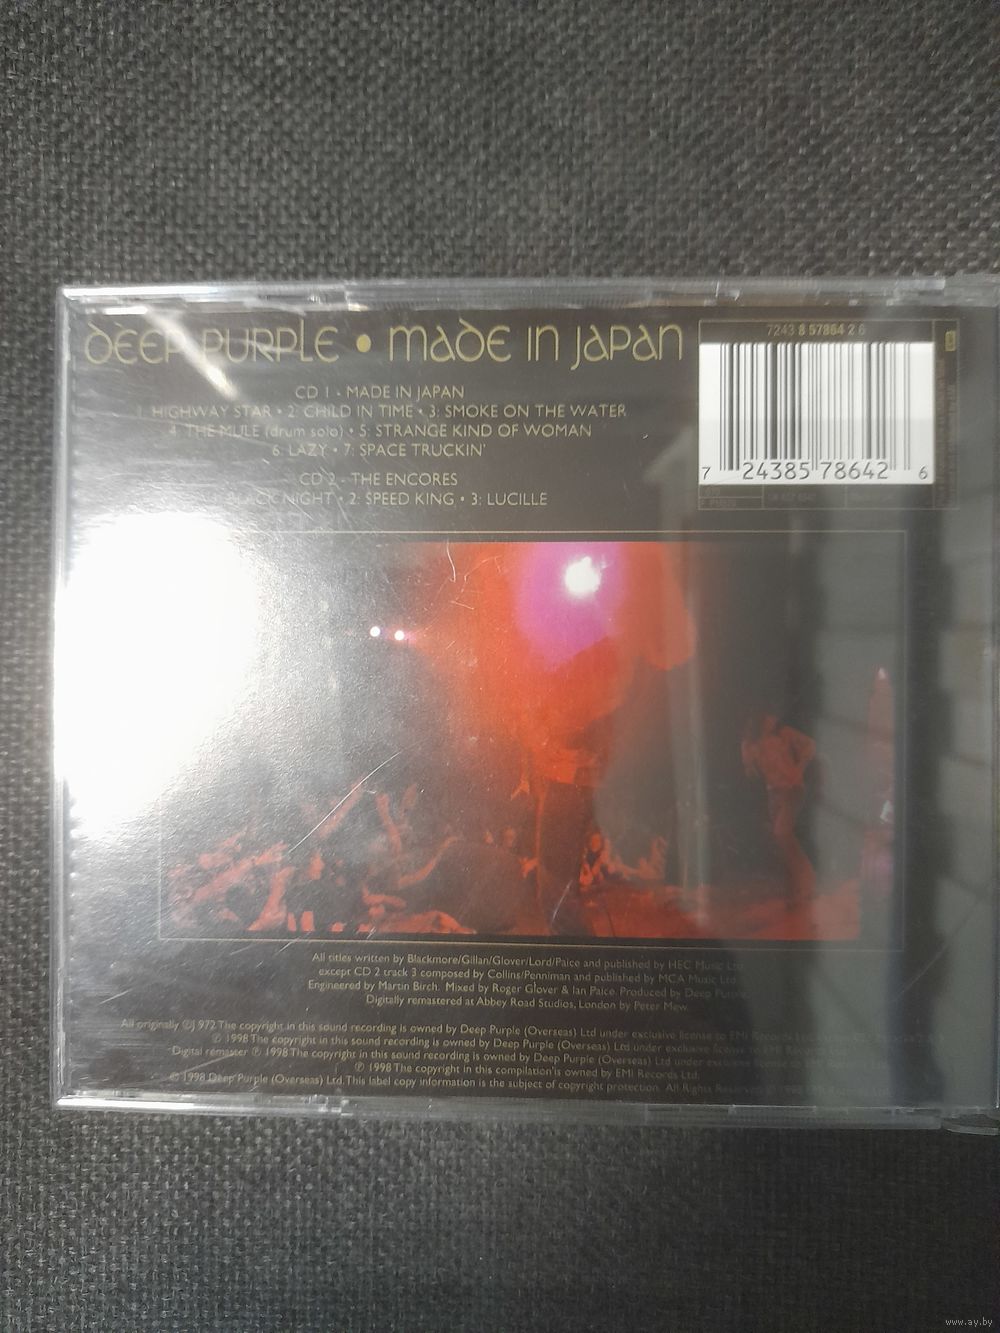 DEEP PURPLE • MADE IN JAPAN
7243 8 57864 2 6
CD 1 - MADE IN JAPAN
1. HIGHWAY STAR • 2: CHILD IN TIME • 3: SMOKE ON THE WATER
4. THE MULE (drum solo) • 5: STRANGE KIND OF WOMAN
6: LAZY • 7: SPACE TRUCKIN'
CD 2 - THE ENCORES
BLACK NIGHT • 2: SPEED KING • 3: LUCILLE
7 24385 78642 6
All titles written by Blackmore/Gillan/Glover/Lord/Paice and published by HEC Music Ltd
except CD 2 track 3 composed by Collins/Penniman and published by MCA Music Ltd.
Engineered by Martin Birch. Mixed by Roger Glover & Ian Paice. Produced by Deep Purple.
Digitally remastered at Abbey Road Studios, London by Peter Mew.
All originally ℗1972 The copyright in this sound recording is owned by Deep Purple (Overseas) Ltd under exclusive license to EMI Records
℗ 1998 The copyright in this sound recording is owned by Deep Purple (Overseas) Ltd under exclusive license to EMI
Digital remaster ℗ 1998 The copyright in this sound recording is owned by Deep Purple (Overseas) Ltd under exclusive license to
℗ 1998 The copyright in this compilation is owned by EMI Records Ltd.
© 1998 Deep Purple (Overseas) Ltd. This label copy information is the subject of copyright protection. All Rights Reserved.
www.ay.by